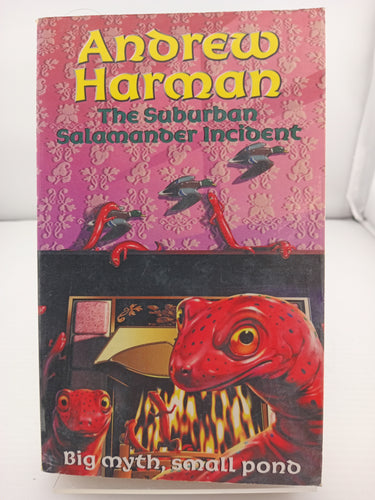 Andrew
Harman
The Suburban
Salamander Incident
Big myth, small pond